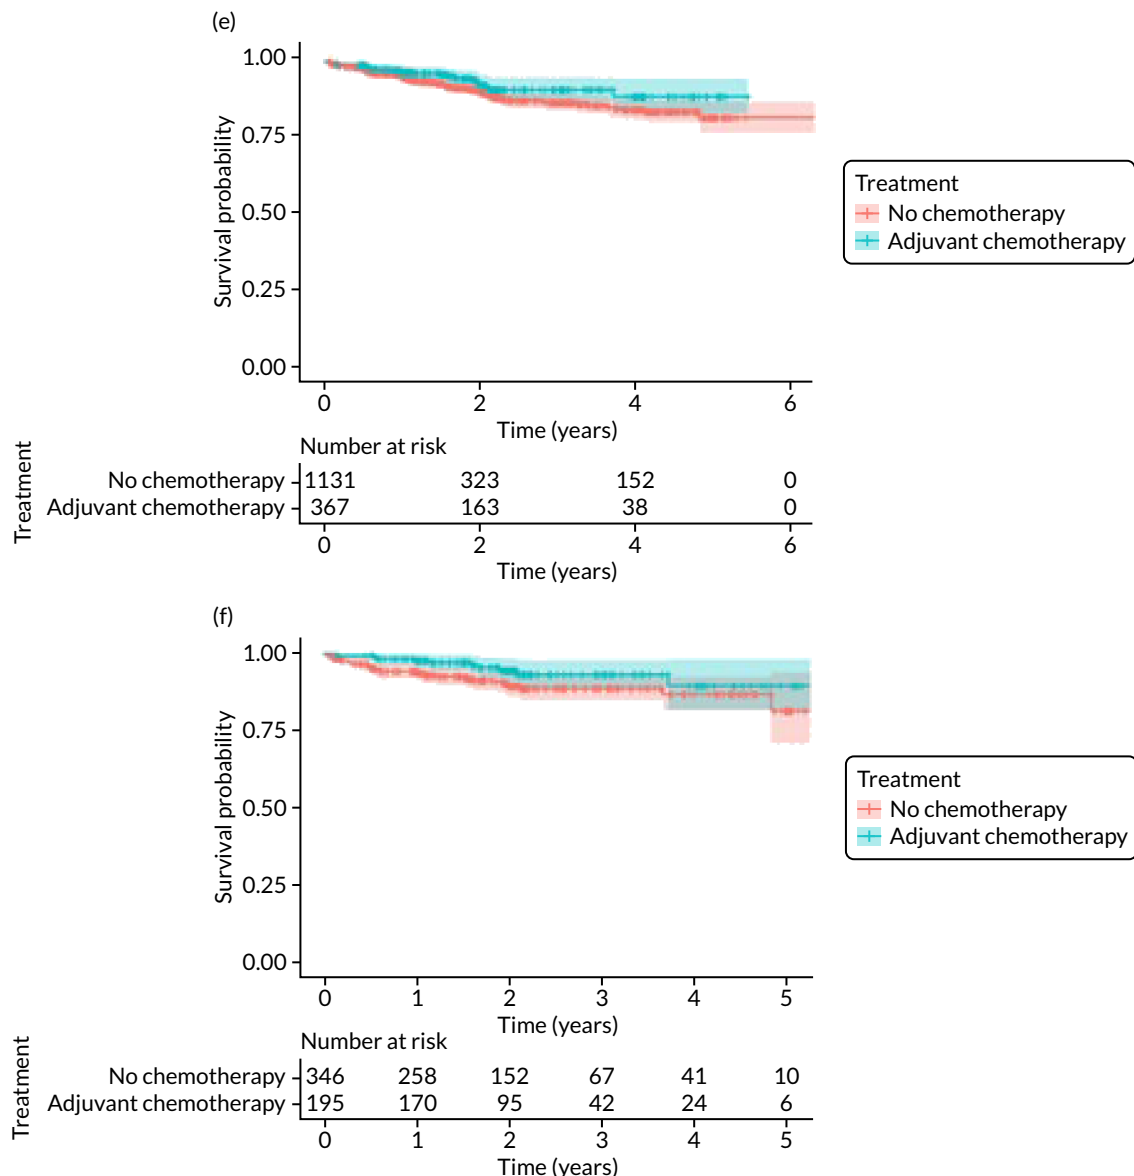 (e)
1.00
0.75
0.50
0.25
0.00
Survival probability
0 2 4 6
Time (years)
Treatment
No chemotherapy
Adjuvant chemotherapy
Number at risk
Treatment
No chemotherapy 1131 323 152 0
Adjuvant chemotherapy 367 163 38 0
0 2 4 6
Time (years)
(f)
1.00
0.75
0.50
0.25
0.00
Survival probability
0 1 2 3 4 5
Time (years)
Treatment
No chemotherapy
Adjuvant chemotherapy
Number at risk
Treatment
No chemotherapy 346 258 152 67 41 10
Adjuvant chemotherapy 195 170 95 42 24 6
0 1 2 3 4 5
Time (years)